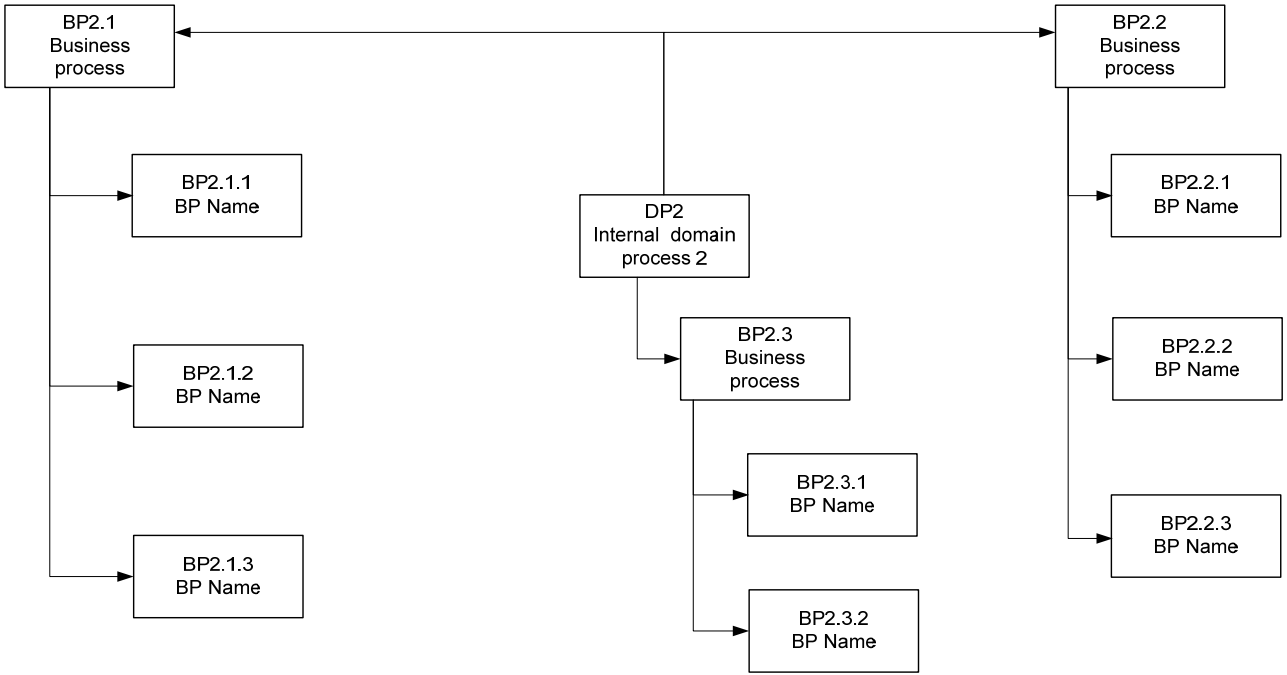 BP2.1
Business
process
BP2.2
Business
process
BP2.1.1
BP Name
DP2
Internal domain
process 2
BP2.2.1
BP Name
BP2.3
Business
process
BP2.1.2
BP Name
BP2.2.2
BP Name
BP2.3.1
BP Name
BP2.2.3
BP Name
BP2.1.3
BP Name
BP2.3.2
BP Name